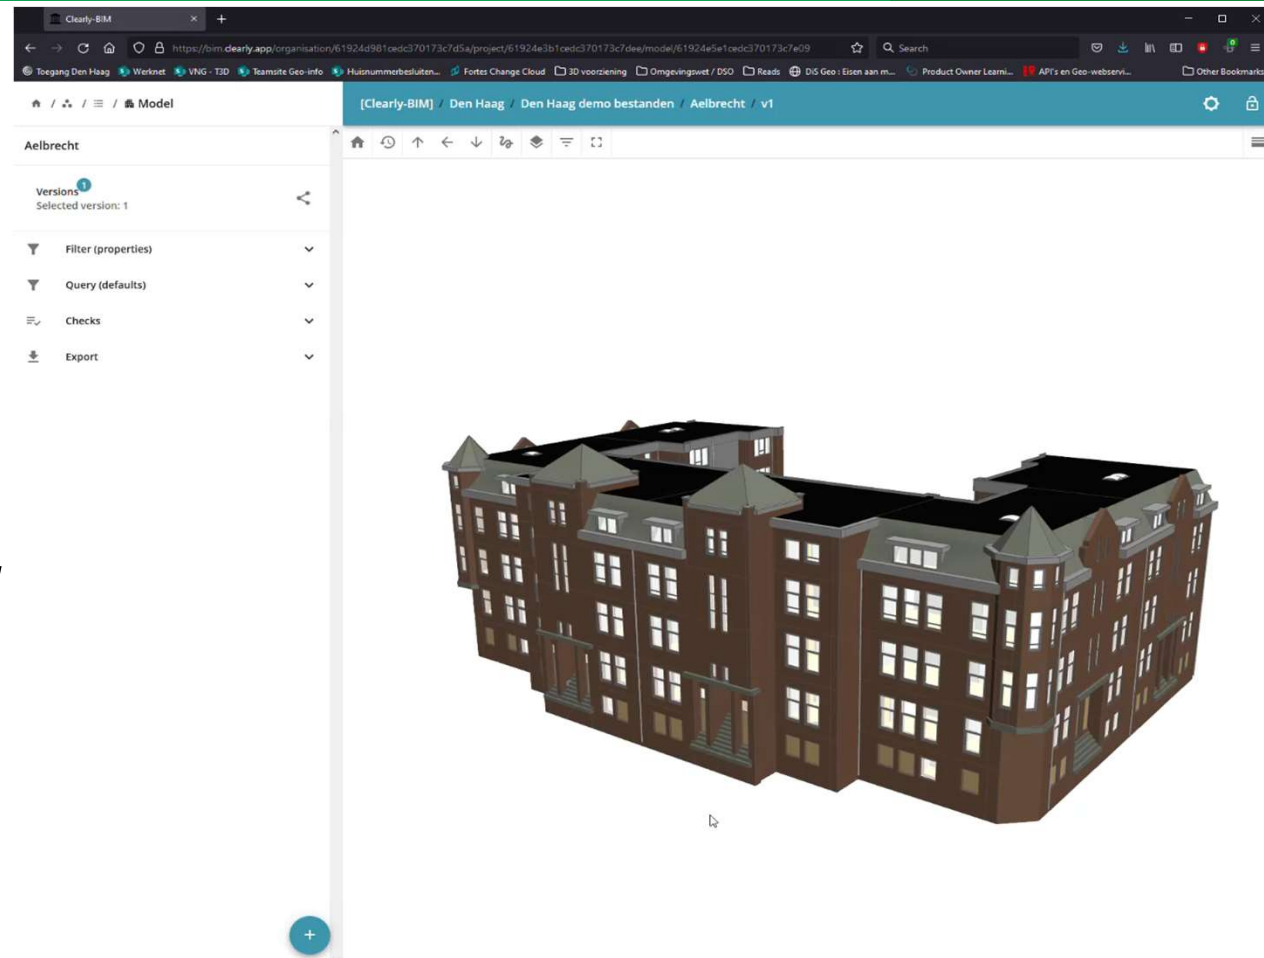 Clearly-BIM
https://bim.clearly.app/organisation/61924d981cedc370173c7d5a/project/61924e3b1cedc370173c7dee/model/61924e5e1cedc370173c7e09
Search
Toegang Den Haag Werknet VNG - T3D Teamsite Geo-info Huisnummerbesluiten... Fortes Change Cloud 3D voorziening Omgevingswet / DSO Reads DiS Geo : Eisen aan m... Product Owner Learni... API's en Geo-webservi... Other Bookmarks
/ / / Model
[Clearly-BIM] / Den Haag / Den Haag demo bestanden / Aelbrecht / v1
Aelbrecht
Versions 1
Selected version: 1
Filter (properties)
Query (defaults)
Checks
Export